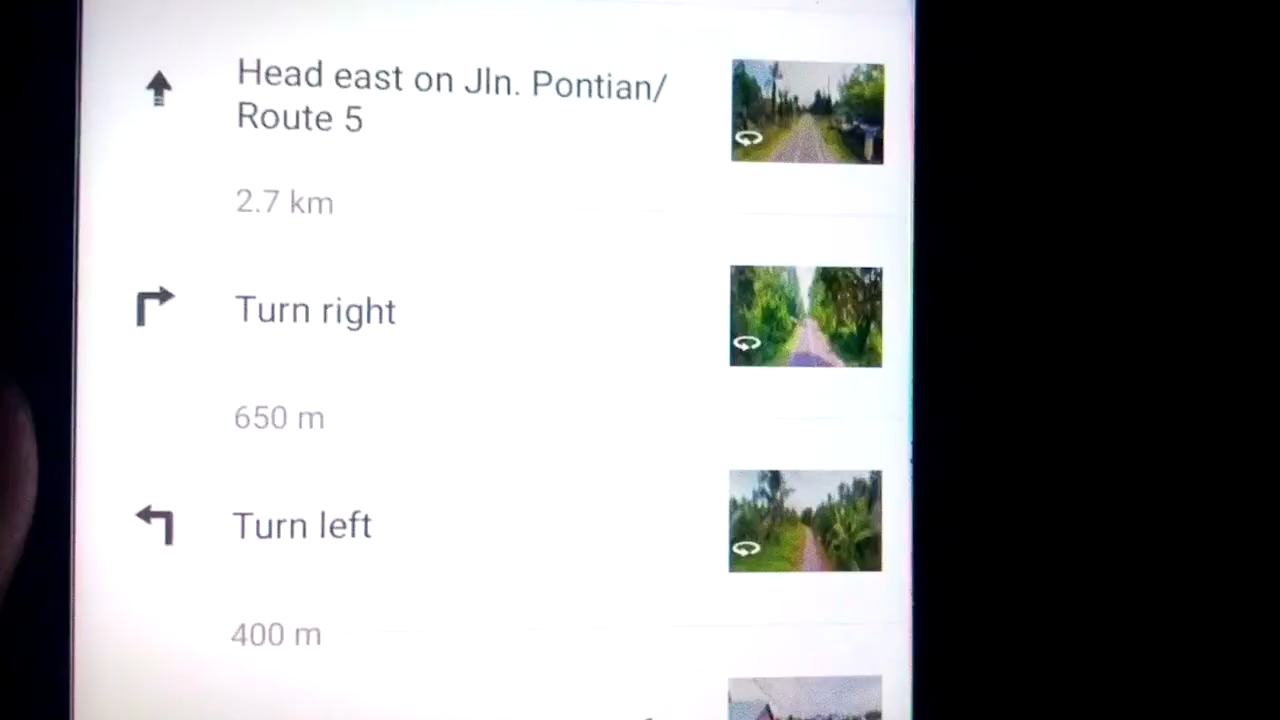 Head east on Jln. Pontian/
Route 5
2.7 km
Turn right
650 m
Turn left
400 m